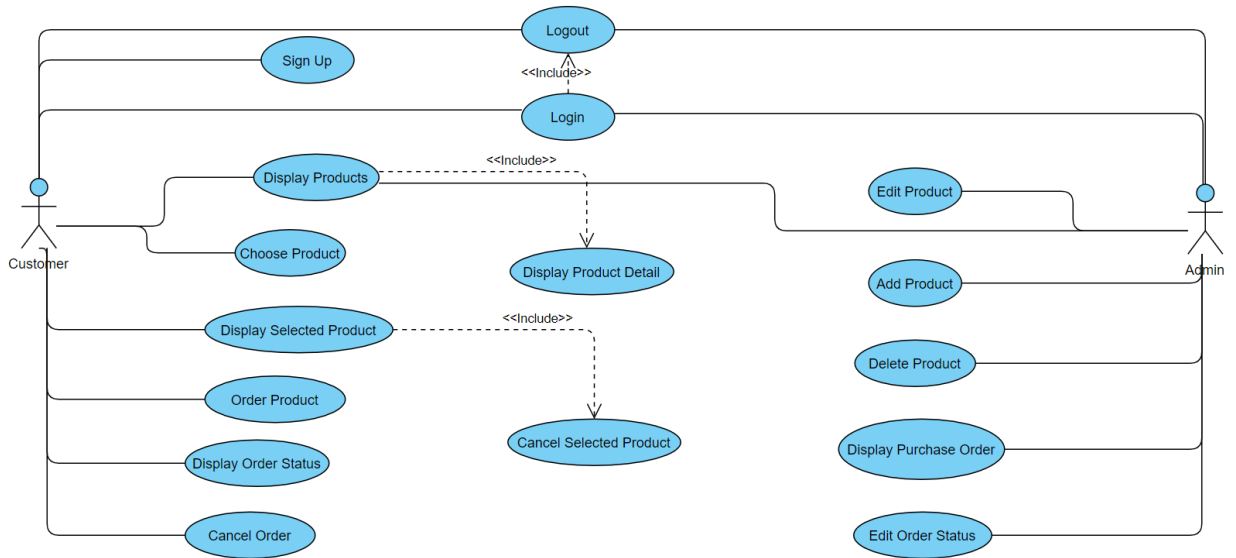 Logout
Sign Up
<<Include>>
Login
<<Include>>
Display Products
Edit Product
Choose Product
Customer
Display Product Detail
Admin
Add Product
<<Include>>
Display Selected Product
Delete Product
Order Product
Cancel Selected Product
Display Purchase Order
Display Order Status
Cancel Order
Edit Order Status